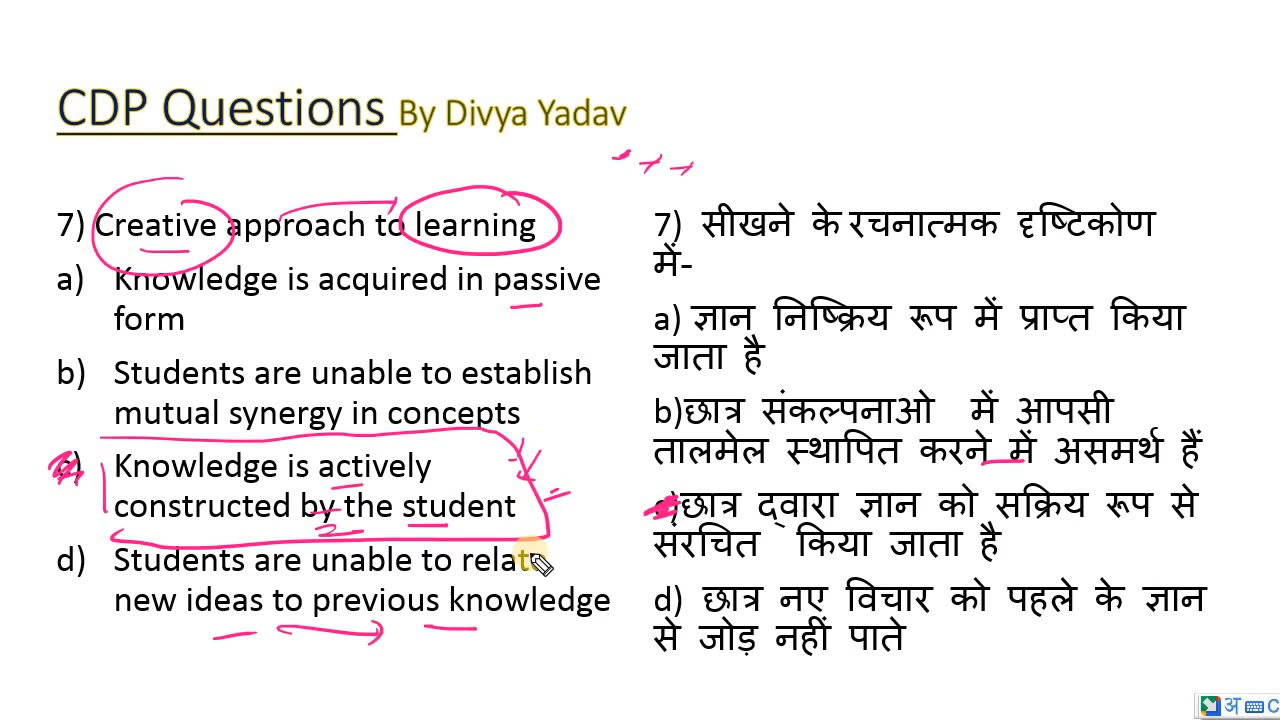 CDP Questions By Divya Yadav
7) Creative approach to learning
a) Knowledge is acquired in passive
form
b) Students are unable to establish
mutual synergy in concepts
c) Knowledge is actively
constructed by the student
d) Students are unable to relate
new ideas to previous knowledge
7) सीखने के रचनात्मक दृष्टिकोण
में-
a) ज्ञान निष्क्रिय रूप में प्राप्त किया
जाता है
b)छात्र संकल्पनाओ में आपसी
तालमेल स्थापित करने में असमर्थ हैं
c)छात्र द्वारा ज्ञान को सक्रिय रूप से
संरचित किया जाता है
d) छात्र नए विचार को पहले के ज्ञान
से जोड़ नहीं पाते
अ